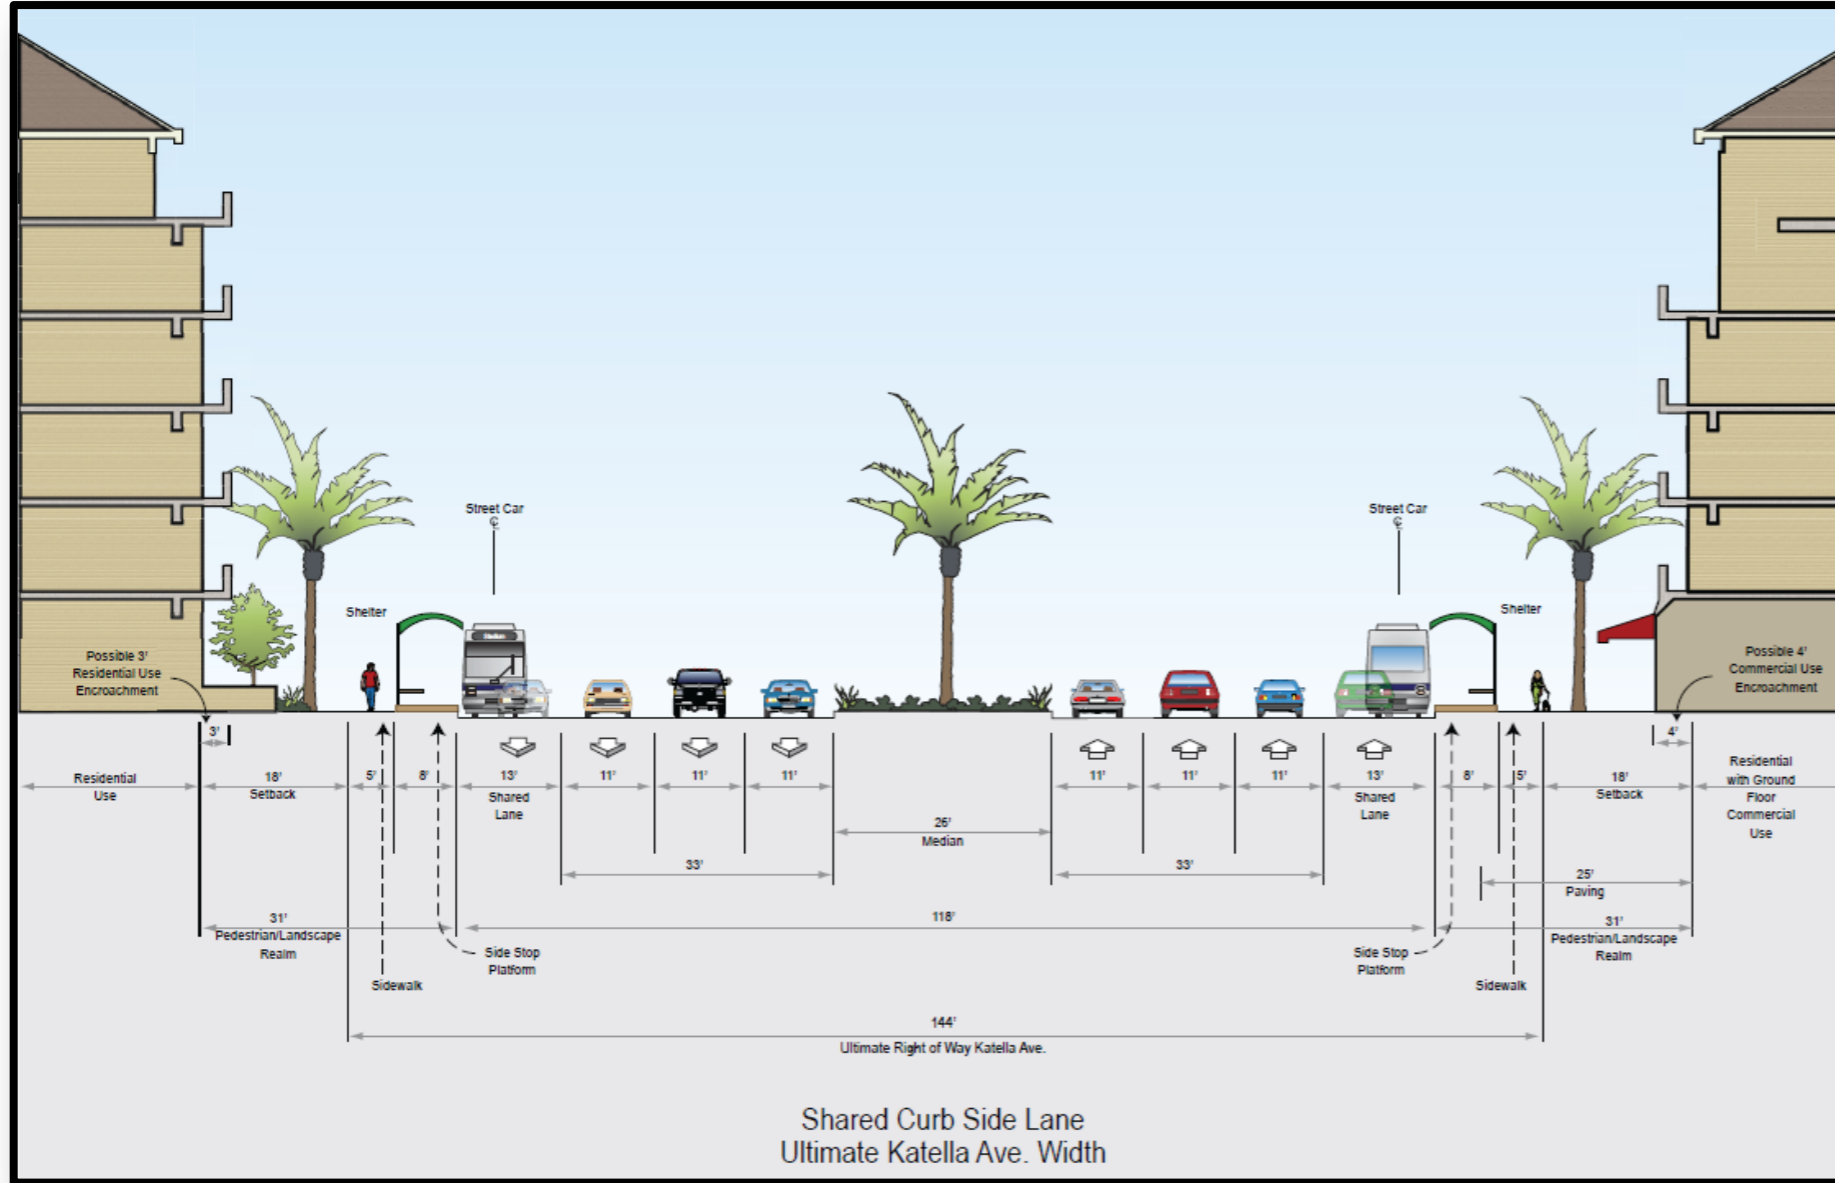 Street Car
℄
Street Car
℄
Shelter
Shelter
Stadium
8
Possible 3'
Residential Use
Encroachment
Possible 4'
Commercial Use
Encroachment
3'
4'
Residential
Use
18'
Setback
5'
8'
13'
Shared
Lane
11'
11'
11'
26'
Median
11'
11'
11'
13'
Shared
Lane
8'
5'
18'
Setback
Residential
with Ground
Floor
Commercial
Use
33'
33'
25'
Paving
31'
Pedestrian/Landscape
Realm
118'
31'
Pedestrian/Landscape
Realm
Side Stop
Platform
Side Stop
Platform
Sidewalk
Sidewalk
144'
Ultimate Right of Way Katella Ave.
Shared Curb Side Lane
Ultimate Katella Ave. Width